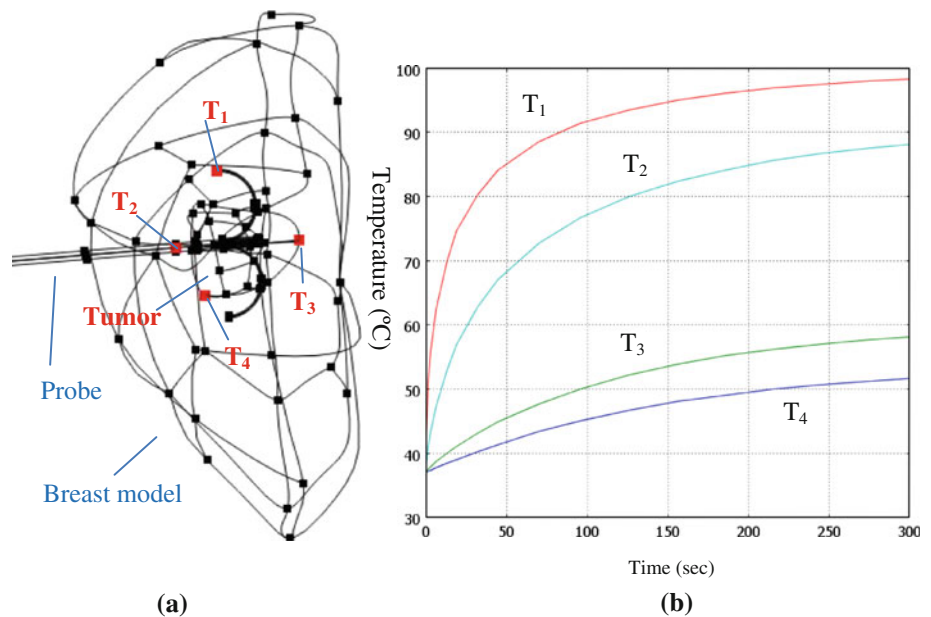 T1
T2
T3
T4
Tumor
Probe
Breast model
(a)
100
90
80
70
60
50
40
30
0
50
100
150
200
250
300
Temperature (°C)
Time (sec)
T1
T2
T3
T4
(b)